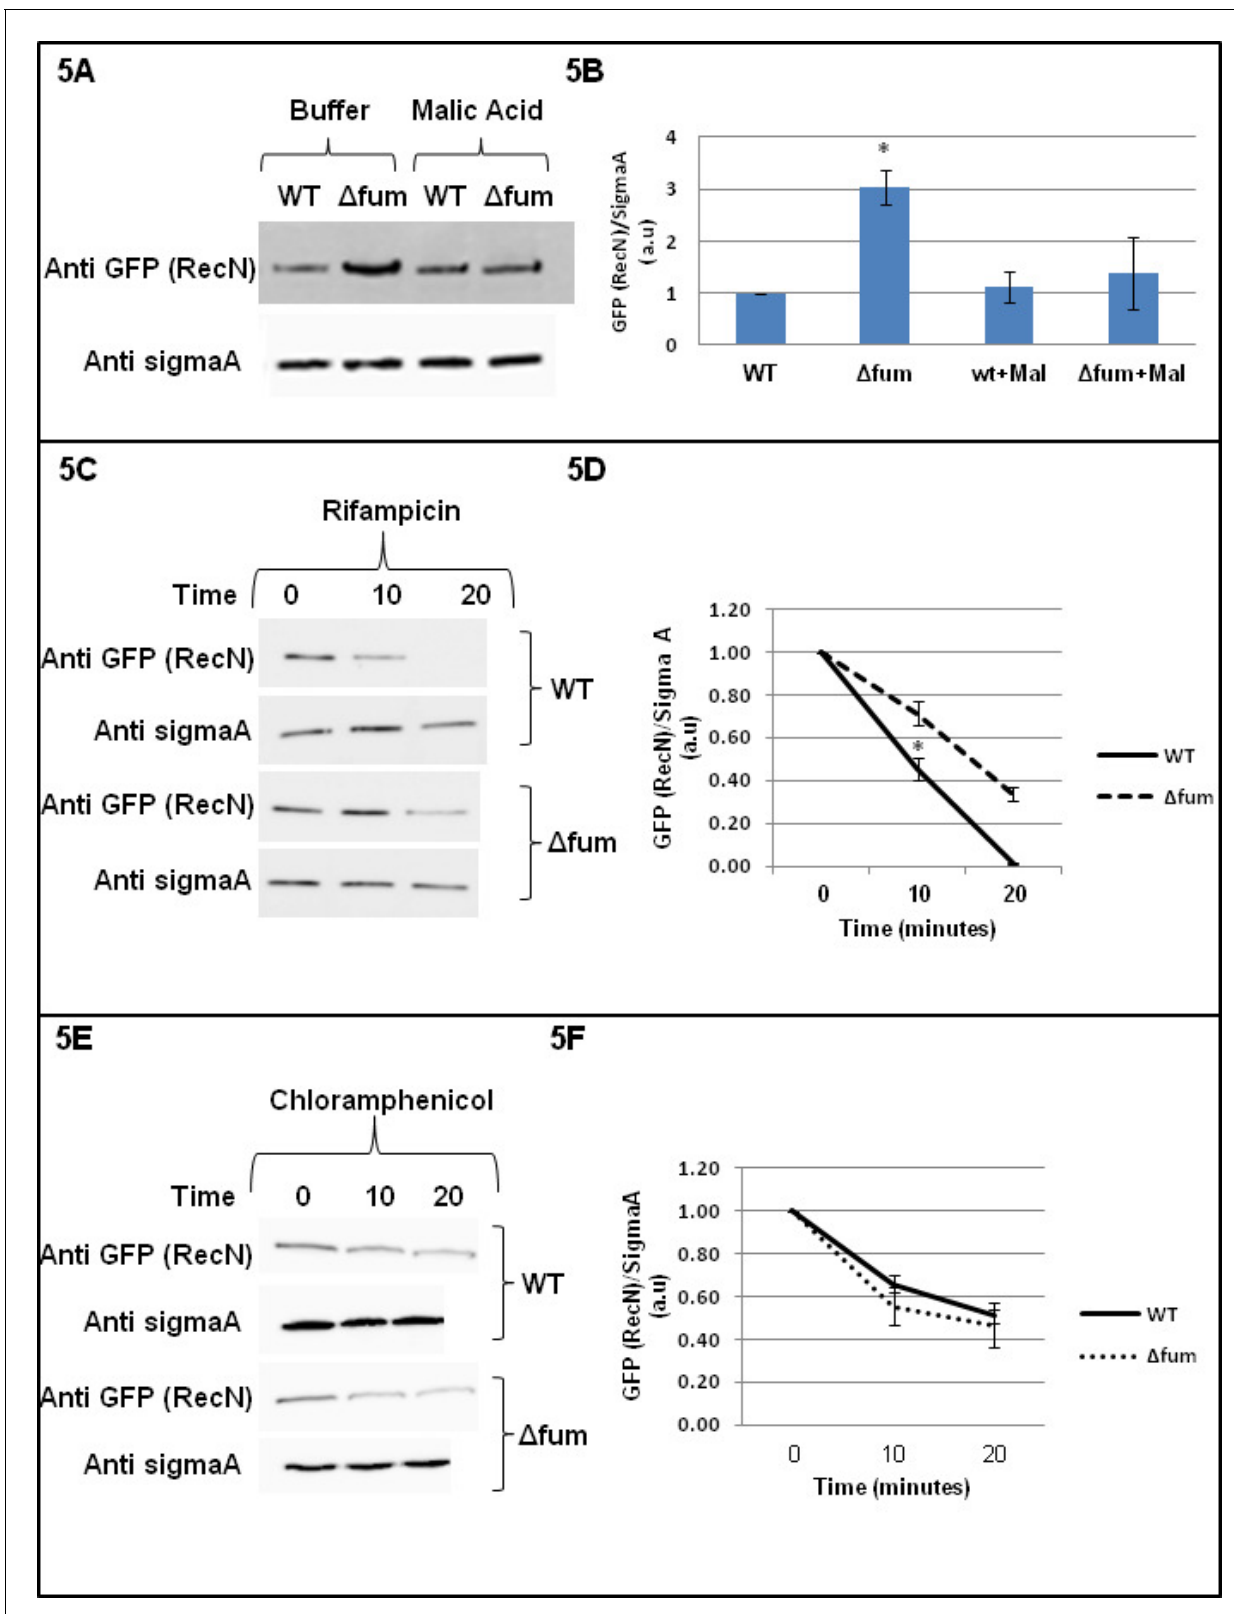 5A
Buffer Malic Acid
WT Δfum WT Δfum
Anti GFP (RecN)
Anti sigmaA
5B
GFP (RecN)/SigmaA
(a.u)
4
3
2
1
0
*
WT Δfum wt+Mal Δfum+Mal
5C
Rifampicin
Time 0 10 20
Anti GFP (RecN)
Anti sigmaA
WT
Anti GFP (RecN)
Anti sigmaA
Δfum
5D
GFP (RecN)/Sigma A
(a.u)
1.20
1.00
0.80
0.60
0.40
0.20
0.00
*
0 10 20
Time (minutes)
WT
Δfum
5E
Chloramphenicol
Time 0 10 20
Anti GFP (RecN)
Anti sigmaA
WT
Anti GFP (RecN)
Anti sigmaA
Δfum
5F
GFP (RecN)/SigmaA
(a.u)
1.20
1.00
0.80
0.60
0.40
0.20
0.00
0 10 20
Time (minutes)
WT
Δfum